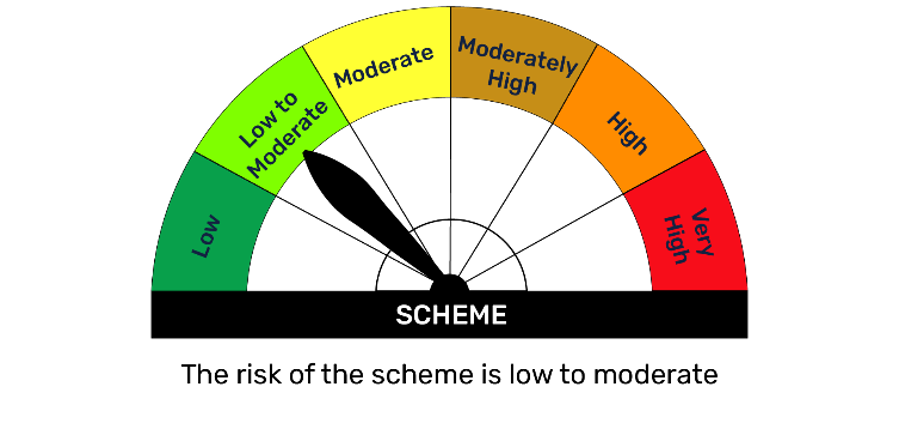 Low
Low to
Moderate
Moderate
Moderately
High
High
Very
High
SCHEME
The risk of the scheme is low to moderate